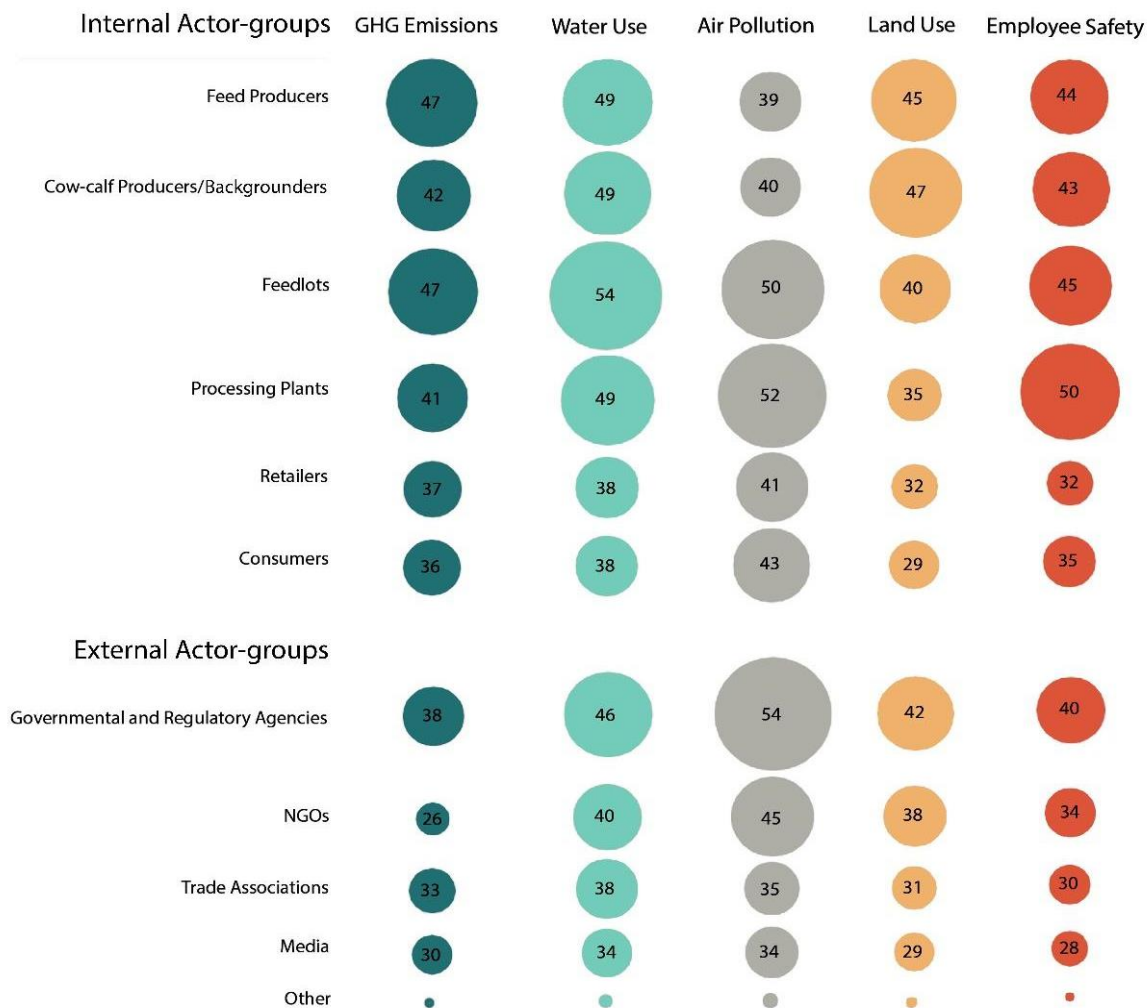 Internal Actor-groups GHG Emissions Water Use Air Pollution Land Use Employee Safety
Feed Producers 47 49 39 45 44
Cow-calf Producers/Backgrounders 42 49 40 47 43
Feedlots 47 54 50 40 45
Processing Plants 41 49 52 35 50
Retailers 37 38 41 32 32
Consumers 36 38 43 29 35
External Actor-groups
Governmental and Regulatory Agencies 38 46 54 42 40
NGOs 26 40 45 38 34
Trade Associations 33 38 35 31 30
Media 30 34 34 29 28
Other